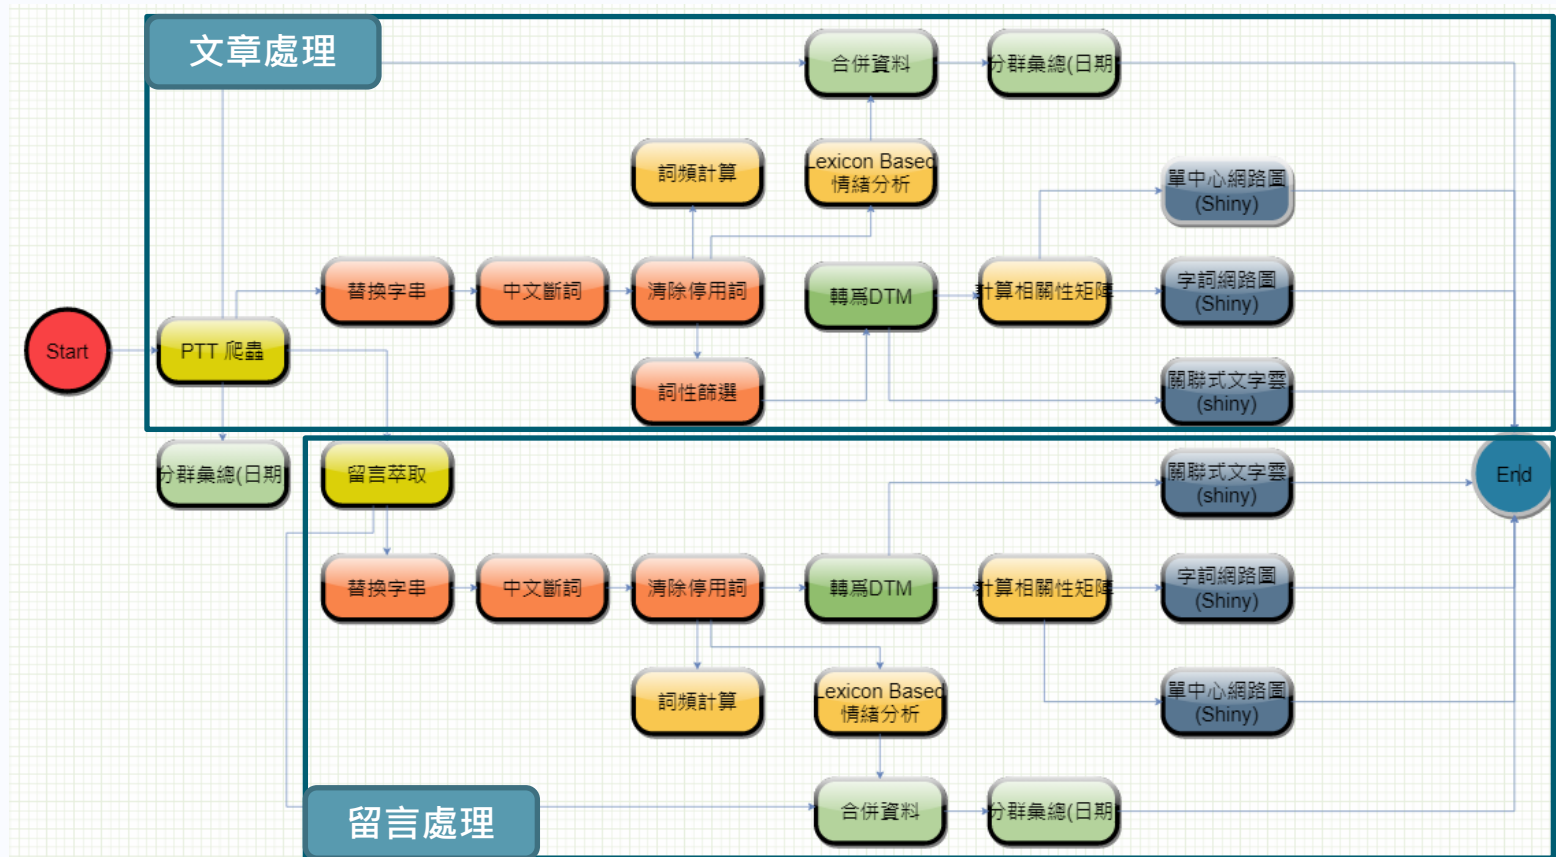 文章處理
合併資料
分群彙總(日期
詞頻計算
Lexicon Based
情緒分析
單中心網路圖
(Shiny)
替換字串
中文斷詞
清除停用詞
轉爲DTM
計算相關性矩陣
字詞網路圖
(Shiny)
Start
PTT 爬蟲
詞性篩選
關聯式文字雲
(shiny)
分群彙總(日期
留言萃取
關聯式文字雲
(shiny)
End
替換字串
中文斷詞
清除停用詞
轉爲DTM
計算相關性矩陣
字詞網路圖
(Shiny)
詞頻計算
Lexicon Based
情緒分析
單中心網路圖
(Shiny)
留言處理
合併資料
分群彙總(日期